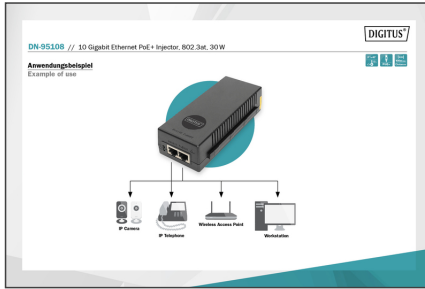 DIGITUS®
DN-95108 // 10 Gigabit Ethernet PoE+ Injector, 802.3at, 30 W
Anwendungsbeispiel
Example of use
DIGITUS
IP Camera
IP Telephone
Wireless Access Point
Workstation